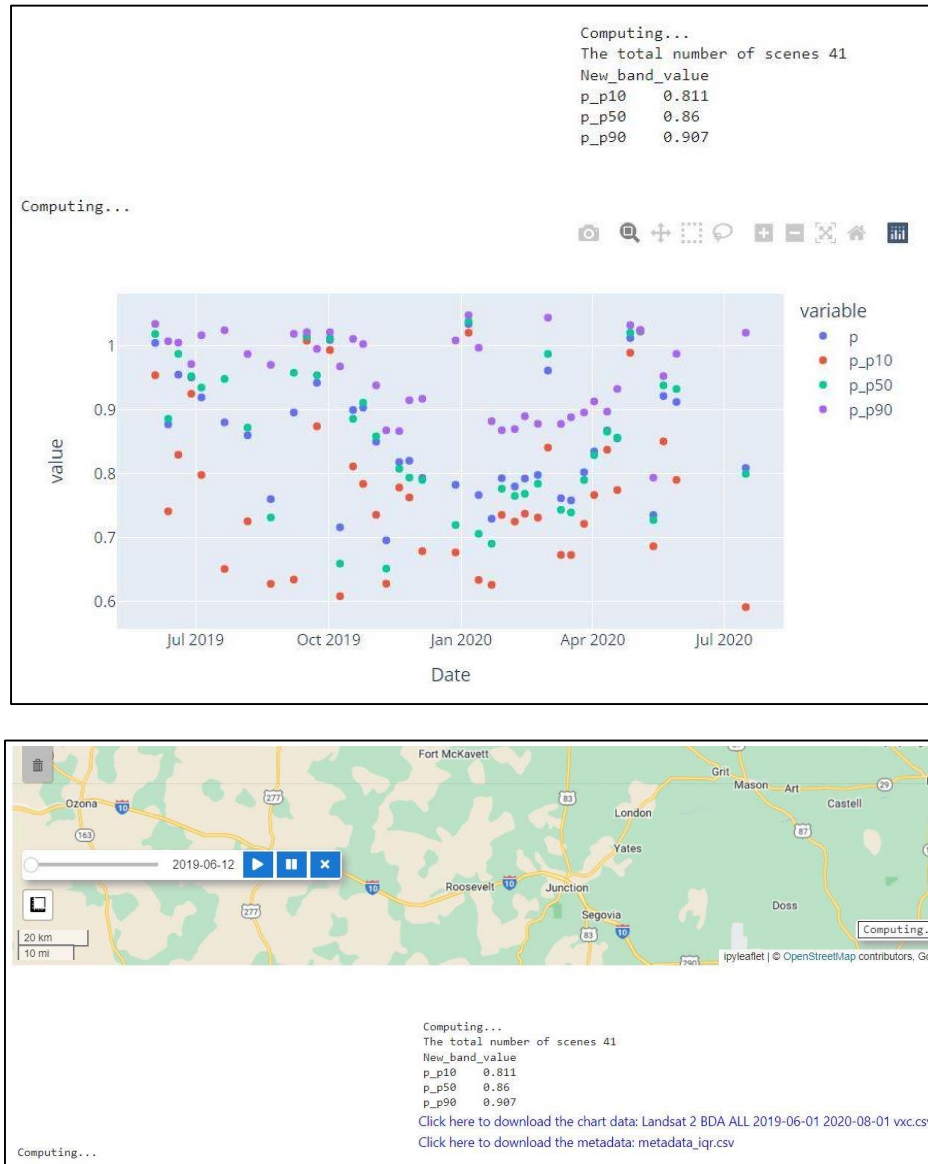 Computing...
The total number of scenes 41
New_band_value
p_p10 0.811
p_p50 0.86
p_p90 0.907
Computing...
variable
p
p_p10
p_p50
p_p90
value
1
0.9
0.8
0.7
0.6
Jul 2019 Oct 2019 Jan 2020 Apr 2020 Jul 2020
Date
Fort McKavett
Grit
Mason Art
29
Ozona
10
277
83
London
Castell
163
87
Yates
2019-06-12
10
Roosevelt 10
Junction
277
Doss
Segovia
83 10
Computing.
20 km
10 mi
290
ipyleaflet | © OpenStreetMap contributors, Go
Computing...
The total number of scenes 41
New_band_value
p_p10 0.811
p_p50 0.86
p_p90 0.907
Click here to download the chart data: Landsat 2 BDA ALL 2019-06-01 2020-08-01 vxc.csv
Click here to download the metadata: metadata_iqr.csv
Computing...